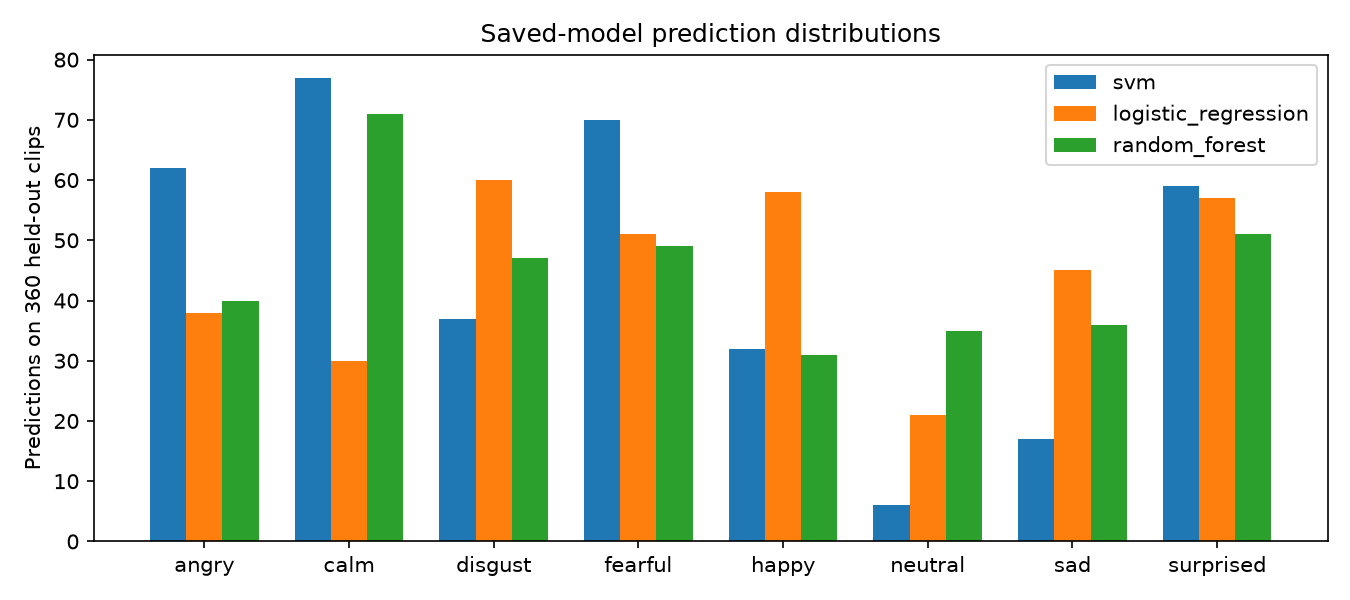 Saved-model prediction distributions
Predictions on 360 held-out clips
80
70
60
50
40
30
20
10
0
svm
logistic_regression
random_forest
angry calm disgust fearful happy neutral sad surprised